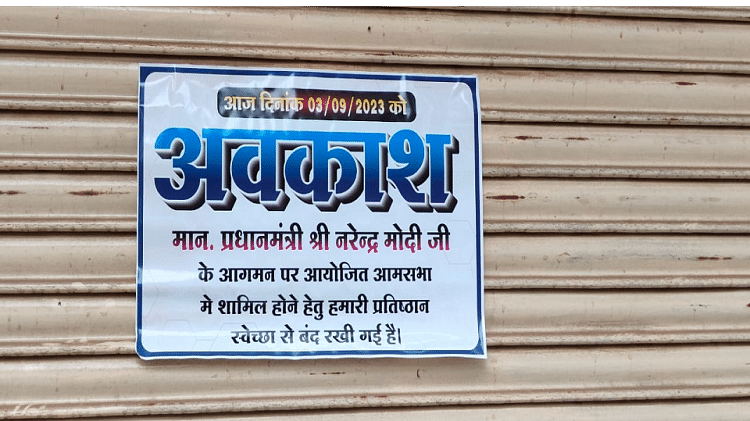 आज दिनांक 03/09/2023 को
अवकाश
मान. प्रधानमंत्री श्री नरेन्द्र मोदी जी
के आगमन पर आयोजित आमसभा
मे शामिल होने हेतु हमारी प्रतिष्ठान
स्वेच्छा से बंद रखी गई है।